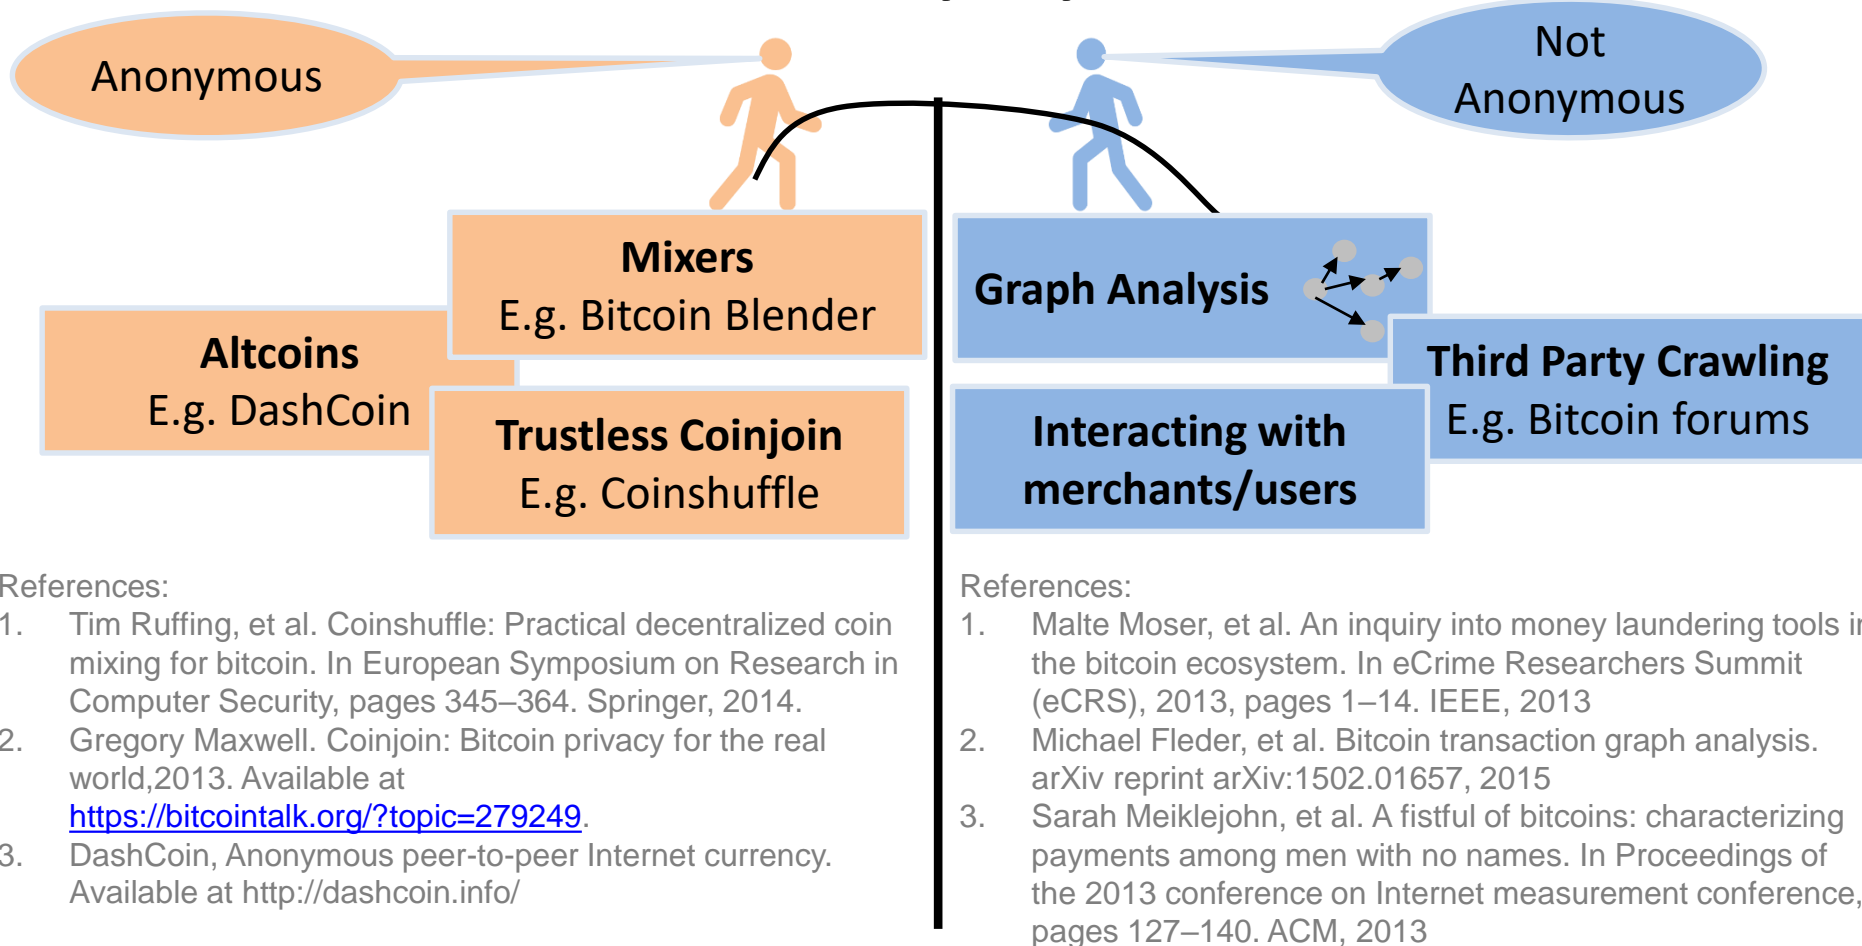 Anonymous
Not
Anonymous
Mixers
E.g. Bitcoin Blender
Altcoins
E.g. DashCoin
Trustless Coinjoin
E.g. Coinshuffle
Graph Analysis
Third Party Crawling
E.g. Bitcoin forums
Interacting with
merchants/users
References:
1. Tim Ruffing, et al. Coinshuffle: Practical decentralized coin
mixing for bitcoin. In European Symposium on Research in
Computer Security, pages 345–364. Springer, 2014.
2. Gregory Maxwell. Coinjoin: Bitcoin privacy for the real
world,2013. Available at
https://bitcointalk.org/?topic=279249.
3. DashCoin, Anonymous peer-to-peer Internet currency.
Available at http://dashcoin.info/
References:
1. Malte Moser, et al. An inquiry into money laundering tools in
the bitcoin ecosystem. In eCrime Researchers Summit
(eCRS), 2013, pages 1–14. IEEE, 2013
2. Michael Fleder, et al. Bitcoin transaction graph analysis.
arXiv reprint arXiv:1502.01657, 2015
3. Sarah Meiklejohn, et al. A fistful of bitcoins: characterizing
payments among men with no names. In Proceedings of
the 2013 conference on Internet measurement conference,
pages 127–140. ACM, 2013